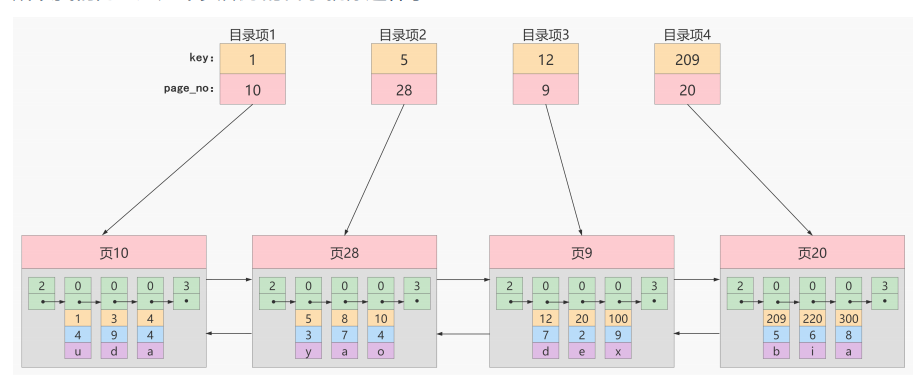 目录项1 目录项2 目录项3 目录项4
key: 1 5 12 209
page_no: 10 28 9 20
页10 页28 页9 页20
2 0 0 0 3 2 0 0 0 3 2 0 0 0 3 2 0 0 0 3
1 3 4 5 8 10 12 20 100 209 220 300
4 9 4 3 7 4 7 2 9 5 6 8
u d a y a o d e x b i a